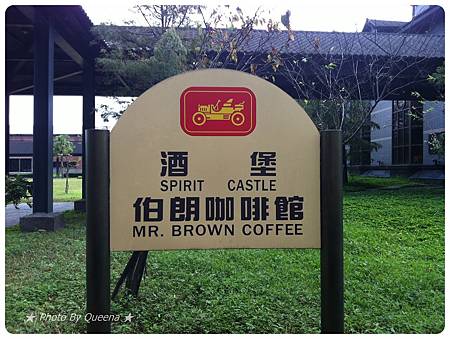 酒堡
SPIRIT CASTLE
伯朗咖啡館
MR. BROWN COFFEE
★ Photo By Queena ★